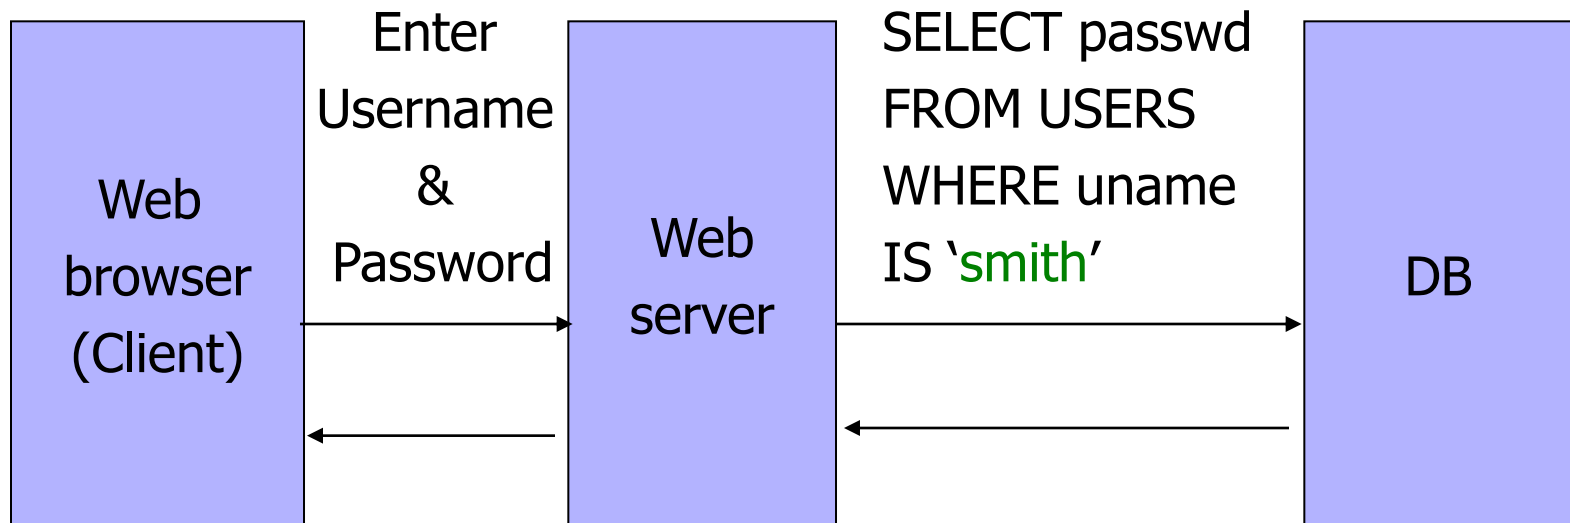 Web
browser
(Client)
Enter
Username
&
Password
Web
server
SELECT passwd
FROM USERS
WHERE uname
IS ‘smith’
DB